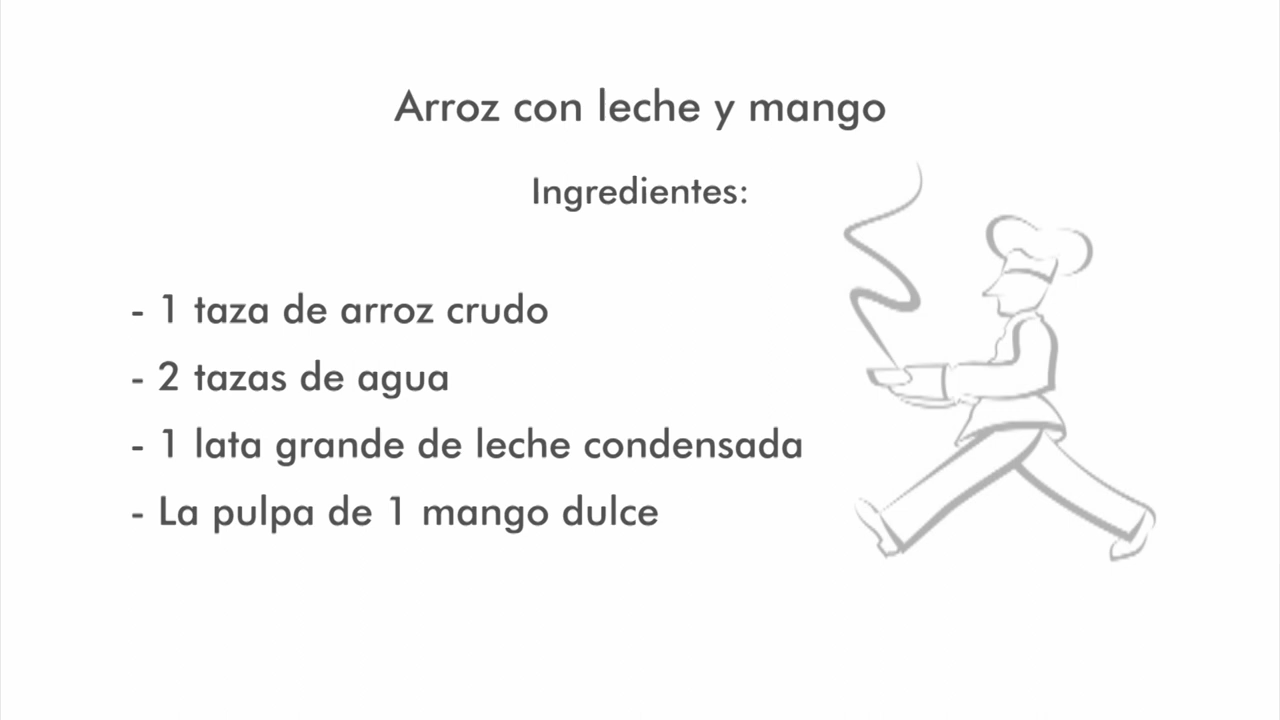 Arroz con leche y mango
Ingredientes:
- 1 taza de arroz crudo
- 2 tazas de agua
- 1 lata grande de leche condensada
- La pulpa de 1 mango dulce